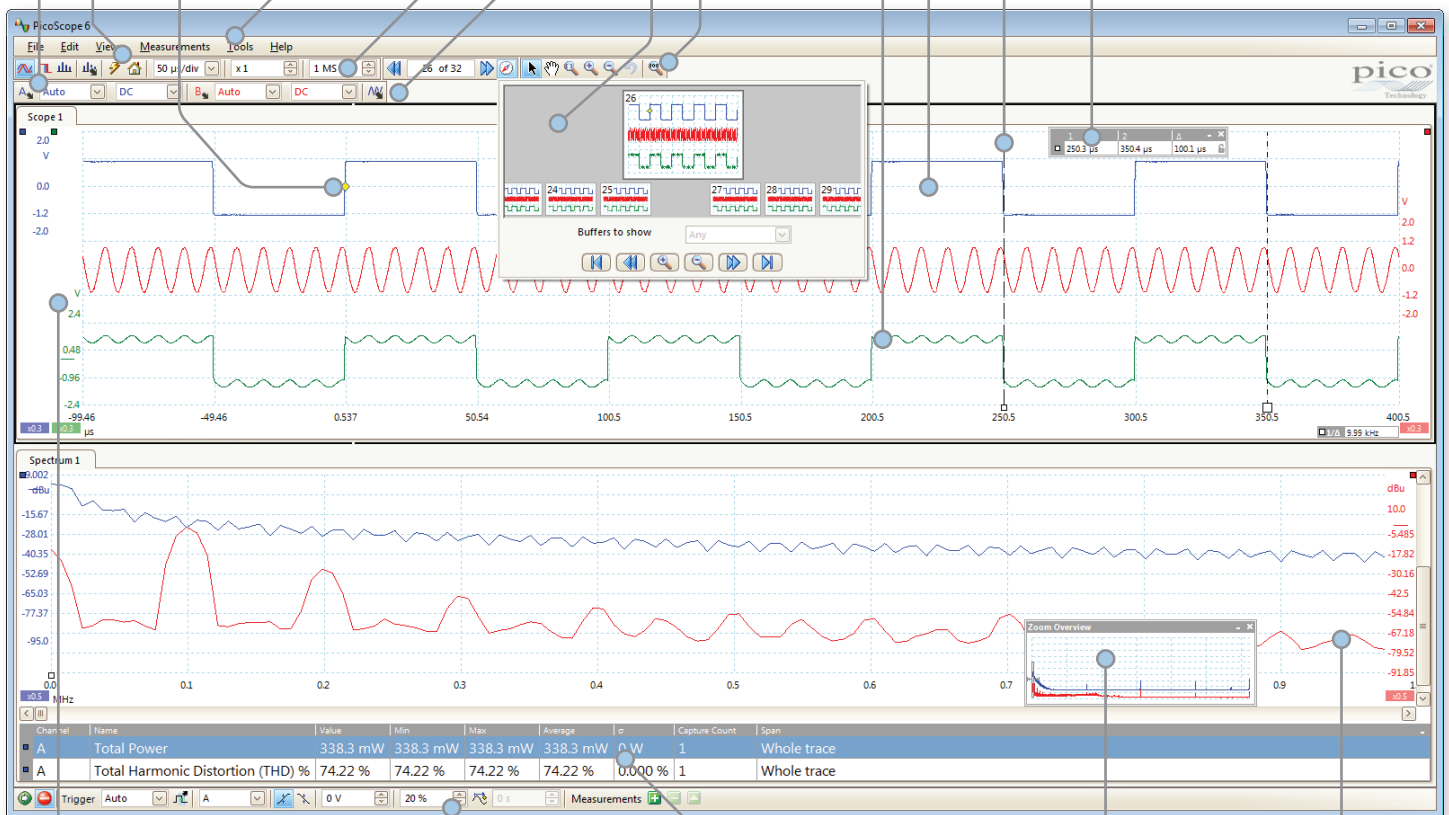 PicoScope 6
File Edit Views Measurements Tools Help
50 µs/div x 1 1 MS 26 of 32
pico
Technology
A Auto DC B Auto DC
Scope 1
26
24 25 27 28 29
Buffers to show Any
1 2 Δ
250.3 µs 350.4 µs 100.1 µs
2.0
V
0.0
-1.2
-2.0
V
2.4
0.48
-0.96
-2.4
V
2.0
1.2
0.0
-1.2
-2.0
-99.46 -49.46 0.537 50.54 100.5 150.5 200.5 250.5 300.5 350.5 400.5
x0.3 x0.3 µs
1/Δ 9.99 kHz x0.3
Spectrum 1
9.002
dBu
-15.67
-28.01
-40.35
-52.69
-65.03
-77.37
-95.0
dBu
10.0
-5.485
-17.82
-30.16
-42.5
-54.84
-67.18
-79.52
-91.85
Zoom Overview
0.0 0.1 0.2 0.3 0.4 0.5 0.6 0.7 0.9 1
x0.5 MHz x0.5
Channel Name Value Min Max Average σ Capture Count Span
A Total Power 338.3 mW 338.3 mW 338.3 mW 338.3 mW 0 W 1 Whole trace
A Total Harmonic Distortion (THD) % 74.22 % 74.22 % 74.22 % 74.22 % 0.000 % 1 Whole trace
Trigger Auto A 0 V 20 % 0 s Measurements